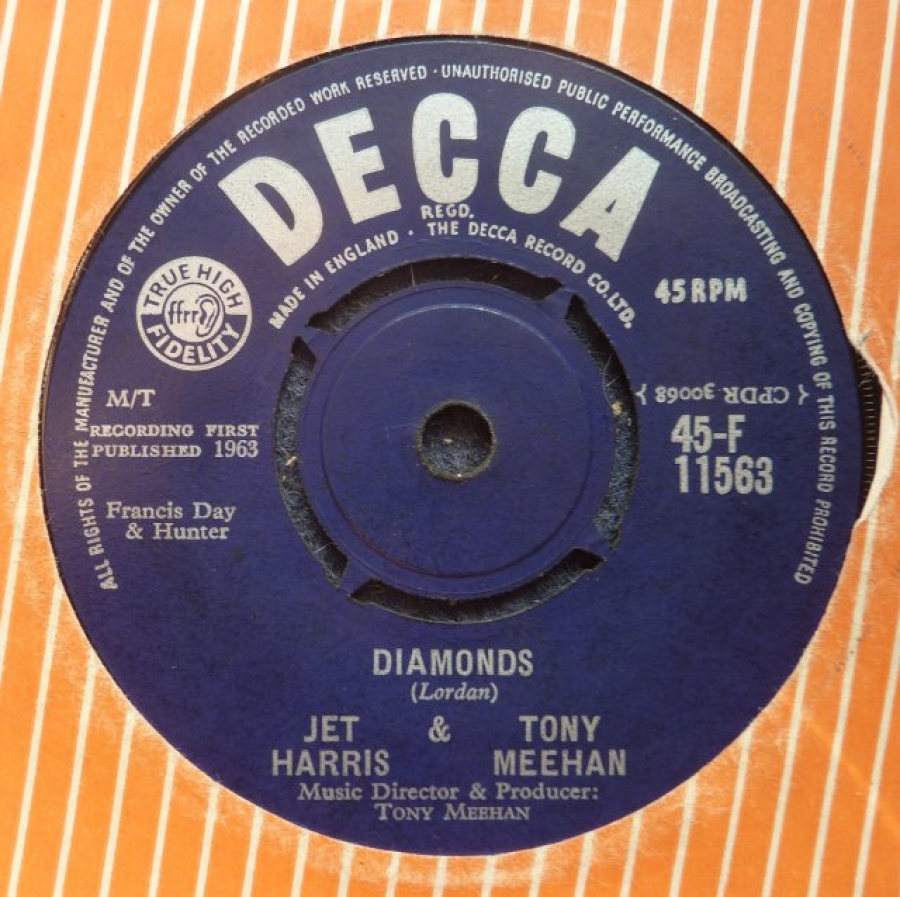 ALL RIGHTS OF THE MANUFACTURER AND OF THE OWNER OF THE RECORDED WORK RESERVED · UNAUTHORISED PUBLIC PERFORMANCE BROADCASTING AND COPYING OF THIS RECORD PROHIBITED
DECCA
REGD.
MADE IN ENGLAND · THE DECCA RECORD CO. LTD.
TRUE HIGH
ffrr
FIDELITY
45 RPM
M/T
RECORDING FIRST
PUBLISHED 1963
{ CPDR 30068 }
45-F
11563
Francis Day
& Hunter
DIAMONDS
(Lordan)
JET & TONY
HARRIS MEEHAN
Music Director & Producer:
TONY MEEHAN